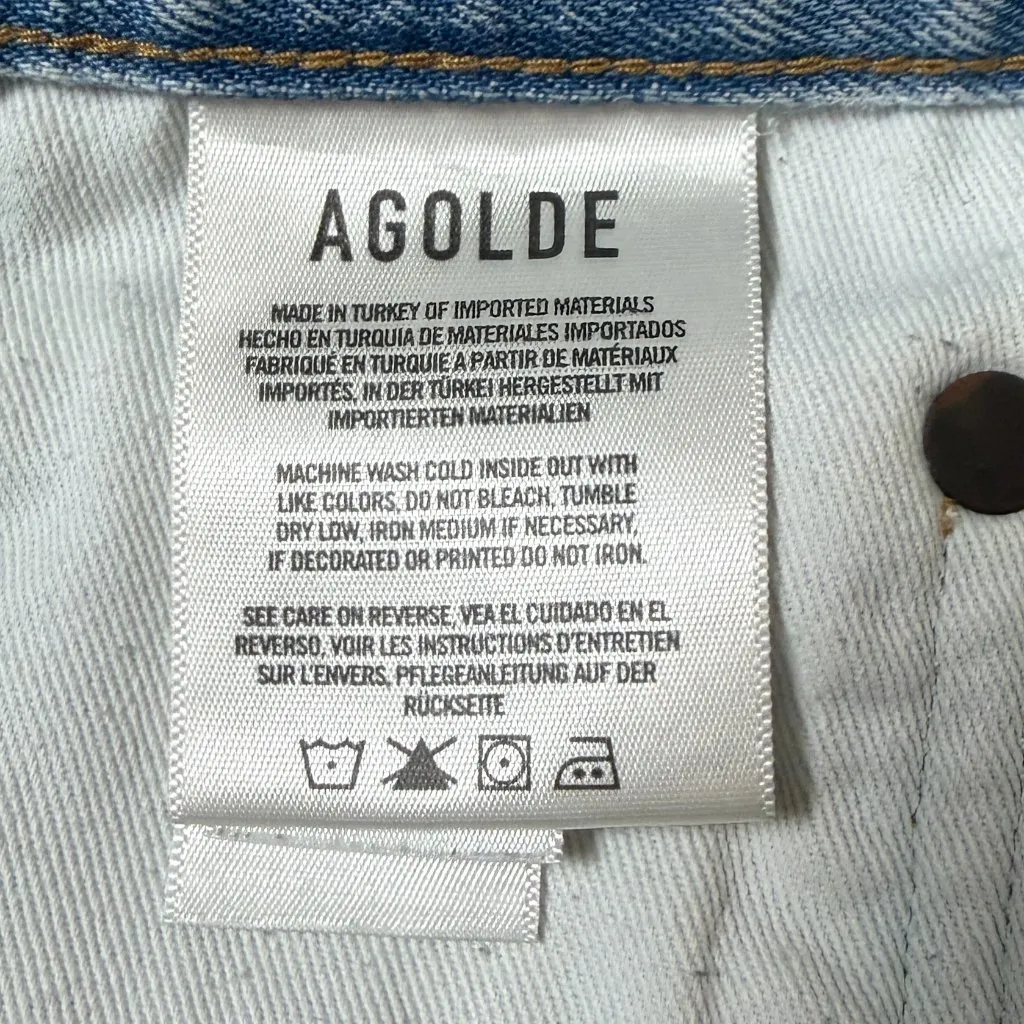 AGOLDE
MADE IN TURKEY OF IMPORTED MATERIALS
HECHO EN TURQUIA DE MATERIALES IMPORTADOS
FABRIQUÉ EN TURQUIE A PARTIR DE MATÉRIAUX
IMPORTÉS, IN DER TÜRKEI HERGESTELLT MIT
IMPORTIERTEN MATERIALIEN
MACHINE WASH COLD INSIDE OUT WITH
LIKE COLORS, DO NOT BLEACH, TUMBLE
DRY LOW, IRON MEDIUM IF NECESSARY,
IF DECORATED OR PRINTED DO NOT IRON.
SEE CARE ON REVERSE, VEA EL CUIDADO EN EL
REVERSO, VOIR LES INSTRUCTIONS D'ENTRETIEN
SUR L'ENVERS, PFLEGEANLEITUNG AUF DER
RÜCKSEITE